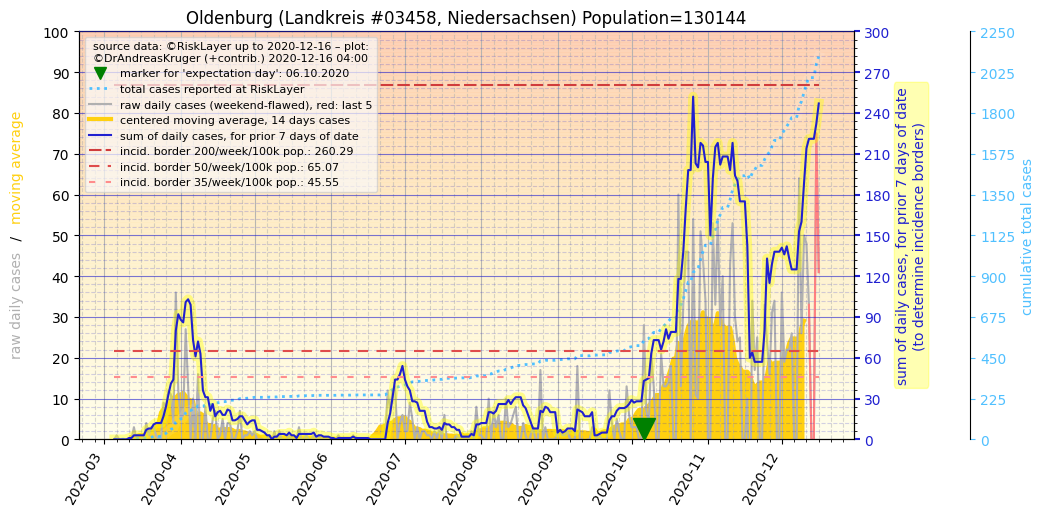 Oldenburg (Landkreis #03458, Niedersachsen) Population=130144
source data: ©RiskLayer up to 2020-12-16 – plot:
©DrAndreasKruger (+contrib.) 2020-12-16 04:00
marker for 'expectation day': 06.10.2020
total cases reported at RiskLayer
raw daily cases (weekend-flawed), red: last 5
centered moving average, 14 days cases
sum of daily cases, for prior 7 days of date
incid. border 200/week/100k pop.: 260.29
incid. border 50/week/100k pop.: 65.07
incid. border 35/week/100k pop.: 45.55
raw daily cases / moving average
100
90
80
70
60
50
40
30
20
10
0
2020-03
2020-04
2020-05
2020-06
2020-07
2020-08
2020-09
2020-10
2020-11
2020-12
300
270
240
210
180
150
120
90
60
30
0
sum of daily cases, for prior 7 days of date
(to determine incidence borders)
2250
2025
1800
1575
1350
1125
900
675
450
225
0
cumulative total cases